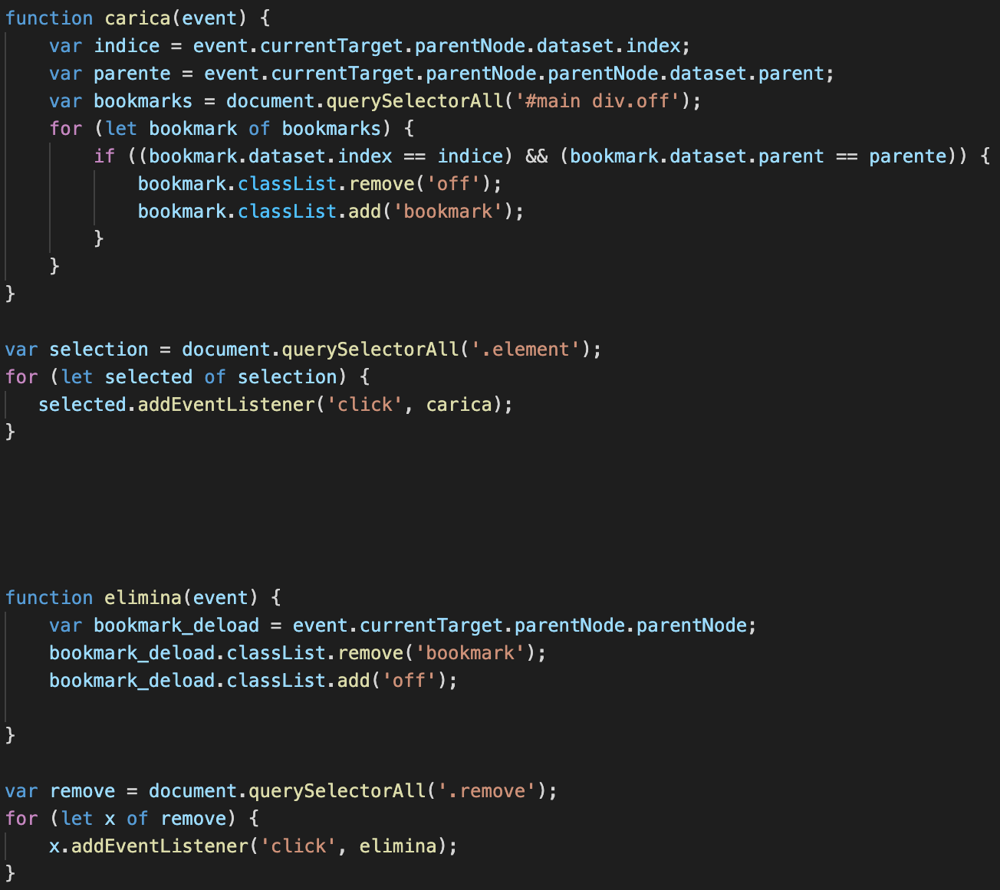 function carica(event) {
    var indice = event.currentTarget.parentNode.dataset.index;
    var parente = event.currentTarget.parentNode.parentNode.dataset.parent;
    var bookmarks = document.querySelectorAll('#main div.off');
    for (let bookmark of bookmarks) {
        if ((bookmark.dataset.index == indice) && (bookmark.dataset.parent == parente)) {
            bookmark.classList.remove('off');
            bookmark.classList.add('bookmark');
        }
    }
}

var selection = document.querySelectorAll('.element');
for (let selected of selection) {
   selected.addEventListener('click', carica);
}

function elimina(event) {
    var bookmark_deload = event.currentTarget.parentNode.parentNode;
    bookmark_deload.classList.remove('bookmark');
    bookmark_deload.classList.add('off');

}

var remove = document.querySelectorAll('.remove');
for (let x of remove) {
    x.addEventListener('click', elimina);
}